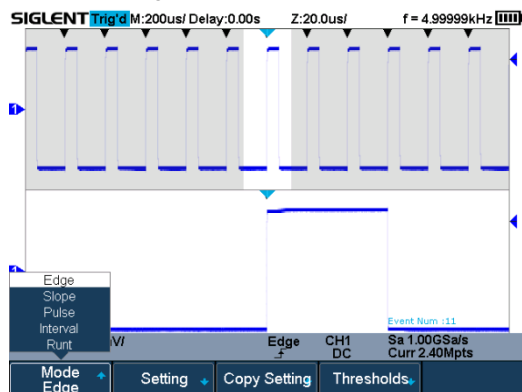 SIGLENT Trig'd M:200us/ Delay:0.00s Z:20.0us/ f = 4.99999kHz
1
Edge
Slope
Pulse
Interval
Runt
Event Num :11
V/ Edge CH1 Sa 1.00GSa/s
DC Curr 2.40Mpts
Mode Setting Copy Setting Thresholds
Edge